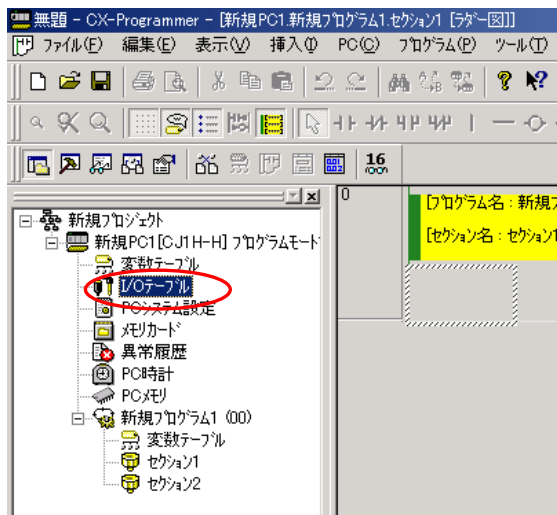 無題 - CX-Programmer - [新規PC1.新規ﾌﾟﾛｸﾞﾗﾑ1.ｾｸｼｮﾝ1 [ﾗﾀﾞｰ図]]
ﾌｧｲﾙ(F) 編集(E) 表示(V) 挿入(I) PC(C) ﾌﾟﾛｸﾞﾗﾑ(P) ﾂｰﾙ(T)
16
0
[ﾌﾟﾛｸﾞﾗﾑ名 : 新規
[ｾｸｼｮﾝ名 : ｾｸｼｮﾝ1
新規ﾌﾟﾛｼﾞｪｸﾄ
新規PC1[CJ1H-H] ﾌﾟﾛｸﾞﾗﾑﾓｰﾄﾞ
変数ﾃｰﾌﾞﾙ
I/Oﾃｰﾌﾞﾙ
PCｼｽﾃﾑ設定
ﾒﾓﾘｶｰﾄﾞ
異常履歴
PC時計
PCﾒﾓﾘ
新規ﾌﾟﾛｸﾞﾗﾑ1 (00)
変数ﾃｰﾌﾞﾙ
ｾｸｼｮﾝ1
ｾｸｼｮﾝ2